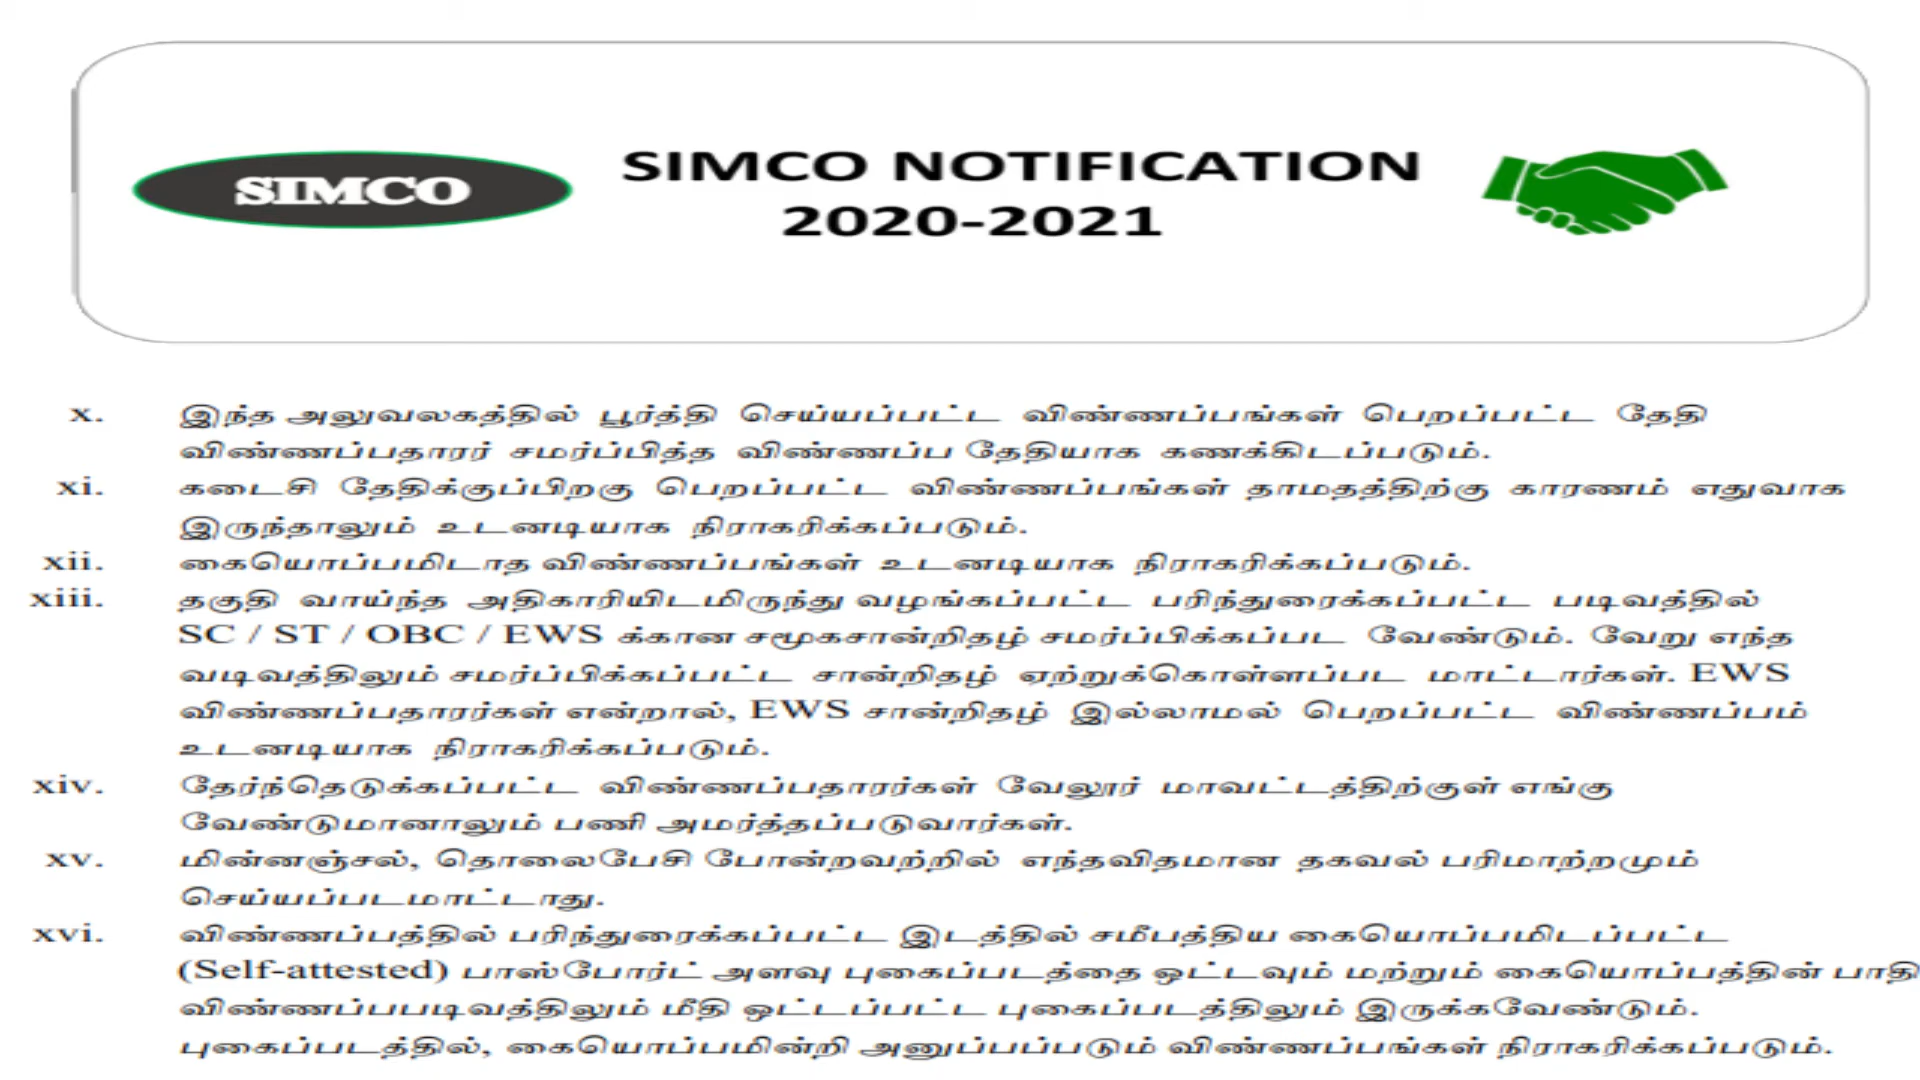 SIMCO
SIMCO NOTIFICATION
2020-2021
x. இந்த அலுவலகத்தில் பூர்த்தி செய்யப்பட்ட விண்ணப்பங்கள் பெறப்பட்ட தேதி
விண்ணப்பதாரர் சமர்ப்பித்த விண்ணப்ப தேதியாக கணக்கிடப்படும்.
xi. கடைசி தேதிக்குப்பிறகு பெறப்பட்ட விண்ணப்பங்கள் தாமதத்திற்கு காரணம் எதுவாக
இருந்தாலும் உடனடியாக நிராகரிக்கப்படும்.
xii. கையொப்பமிடாத விண்ணப்பங்கள் உடனடியாக நிராகரிக்கப்படும்.
xiii. தகுதி வாய்ந்த அதிகாரியிடமிருந்து வழங்கப்பட்ட பரிந்துரைக்கப்பட்ட படிவத்தில்
SC / ST / OBC / EWS க்கான சமூகசான்றிதழ் சமர்ப்பிக்கப்பட வேண்டும். வேறு எந்த
வடிவத்திலும் சமர்ப்பிக்கப்பட்ட சான்றிதழ் ஏற்றுக்கொள்ளப்பட மாட்டார்கள். EWS
விண்ணப்பதாரர்கள் என்றால், EWS சான்றிதழ் இல்லாமல் பெறப்பட்ட விண்ணப்பம்
உடனடியாக நிராகரிக்கப்படும்.
xiv. தேர்ந்தெடுக்கப்பட்ட விண்ணப்பதாரர்கள் வேலூர் மாவட்டத்திற்குள் எங்கு
வேண்டுமானாலும் பணி அமர்த்தப்படுவார்கள்.
xv. மின்னஞ்சல், தொலைபேசி போன்றவற்றில் எந்தவிதமான தகவல் பரிமாற்றமும்
செய்யப்படமாட்டாது.
xvi. விண்ணப்பத்தில் பரிந்துரைக்கப்பட்ட இடத்தில் சமீபத்திய கையொப்பமிடப்பட்ட
(Self-attested) பாஸ்போர்ட் அளவு புகைப்படத்தை ஒட்டவும் மற்றும் கையொப்பத்தின் பாதி
விண்ணப்பபடிவத்திலும் மீதி ஒட்டப்பட்ட புகைப்படத்திலும் இருக்கவேண்டும்.
புகைப்படத்தில், கையொப்பமின்றி அனுப்பப்படும் விண்ணப்பங்கள் நிராகரிக்கப்படும்.